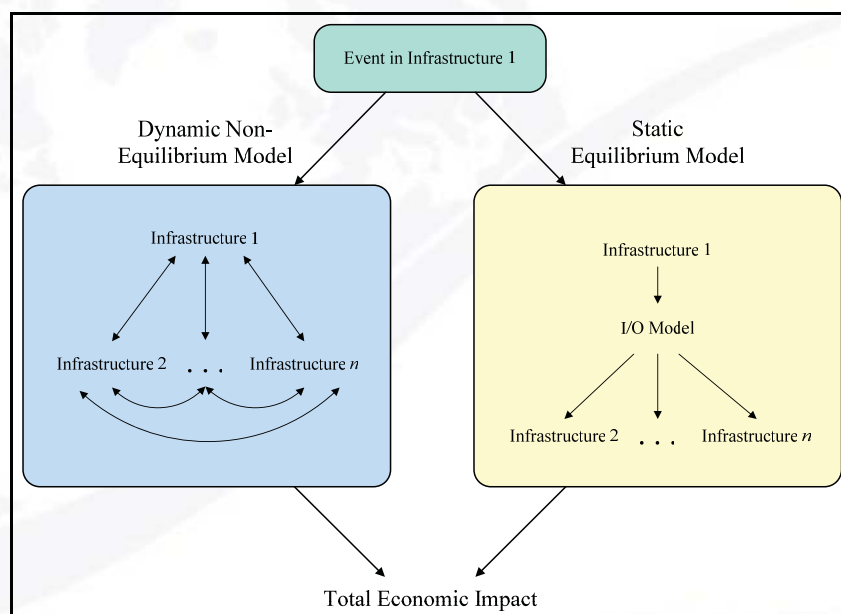 Event in Infrastructure 1
Dynamic Non-
Equilibrium Model
Static
Equilibrium Model
Infrastructure 1
Infrastructure 2 . . . Infrastructure n
Infrastructure 1
I/O Model
Infrastructure 2 . . . Infrastructure n
Total Economic Impact